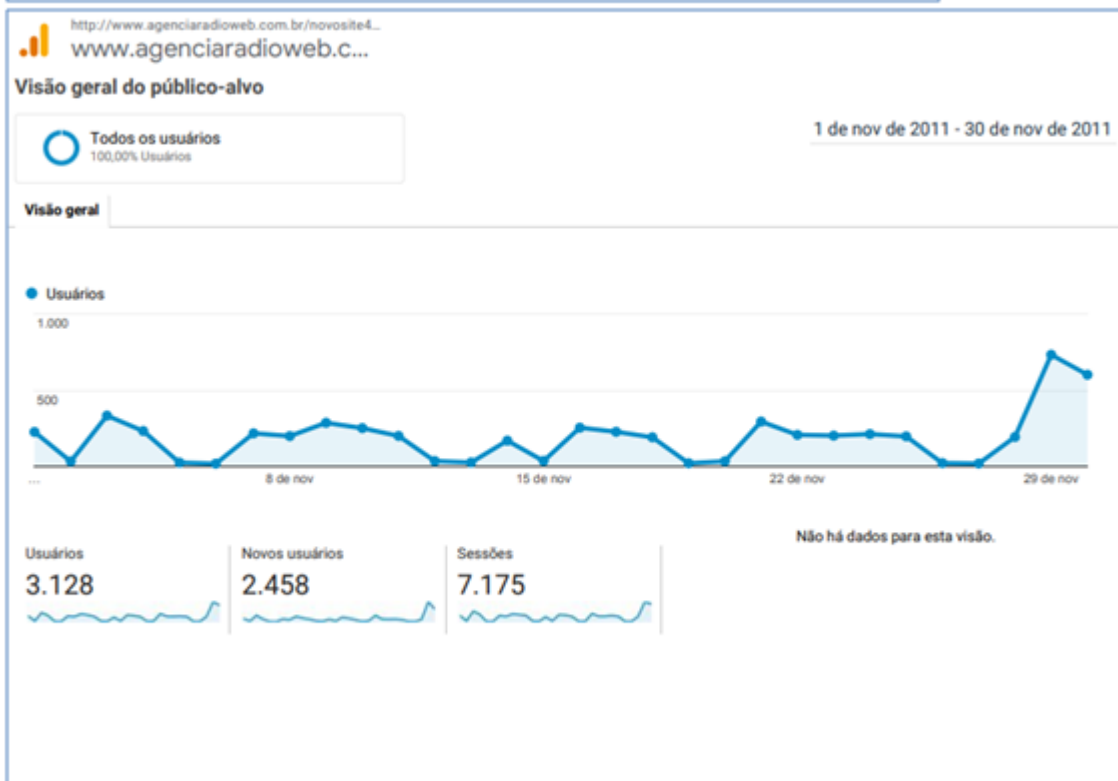 http://www.agenciaradioweb.com.br/novosite4...
www.agenciaradioweb.c...
Visão geral do público-alvo
Todos os usuários
100,00% Usuários
1 de nov de 2011 - 30 de nov de 2011
Visão geral
Usuários
1.000
500
...
8 de nov
15 de nov
22 de nov
29 de nov
Não há dados para esta visão.
Usuários
3.128
Novos usuários
2.458
Sessões
7.175